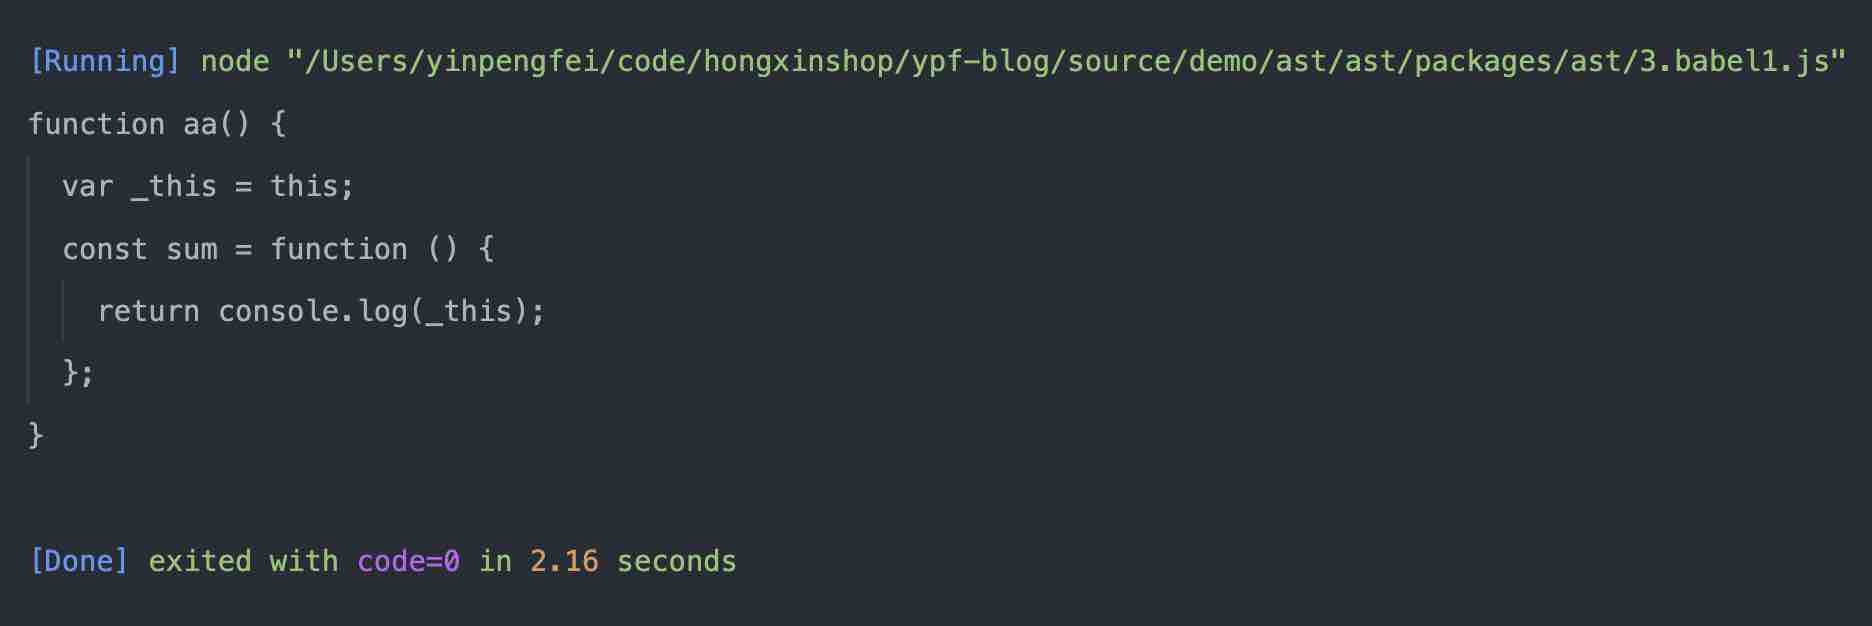 [Running] node "/Users/yinpengfei/code/hongxinshop/ypf-blog/source/demo/ast/ast/packages/ast/3.babel1.js"
function aa() {
  var _this = this;
  const sum = function () {
    return console.log(_this);
  };
}
[Done] exited with code=0 in 2.16 seconds